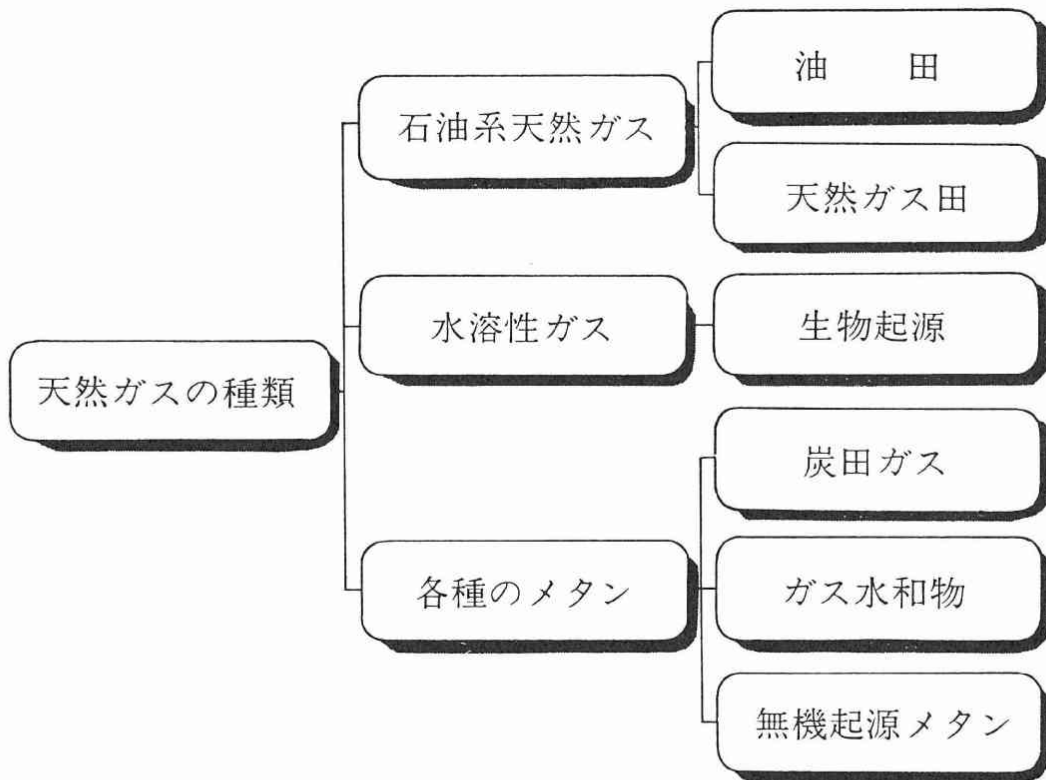 天然ガスの種類
石油系天然ガス
油　　田
天然ガス田
水溶性ガス
生物起源
各種のメタン
炭田ガス
ガス水和物
無機起源メタン